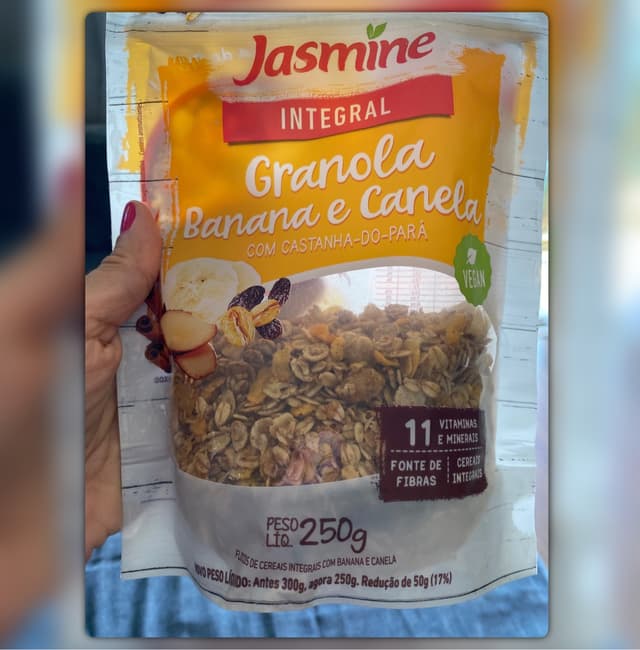 Jasmine
INTEGRAL
Granola
Banana e Canela
COM CASTANHA-DO-PARÁ
VEGAN
11 VITAMINAS
E MINERAIS
FONTE DE
FIBRAS
CEREAIS
INTEGRAIS
PESO
LÍQ. 250g
DE CEREAIS INTEGRAIS COM BANANA E CANELA
NOVO PESO LÍQUIDO: Antes 300g, agora 250g. Redução de 50g (17%)